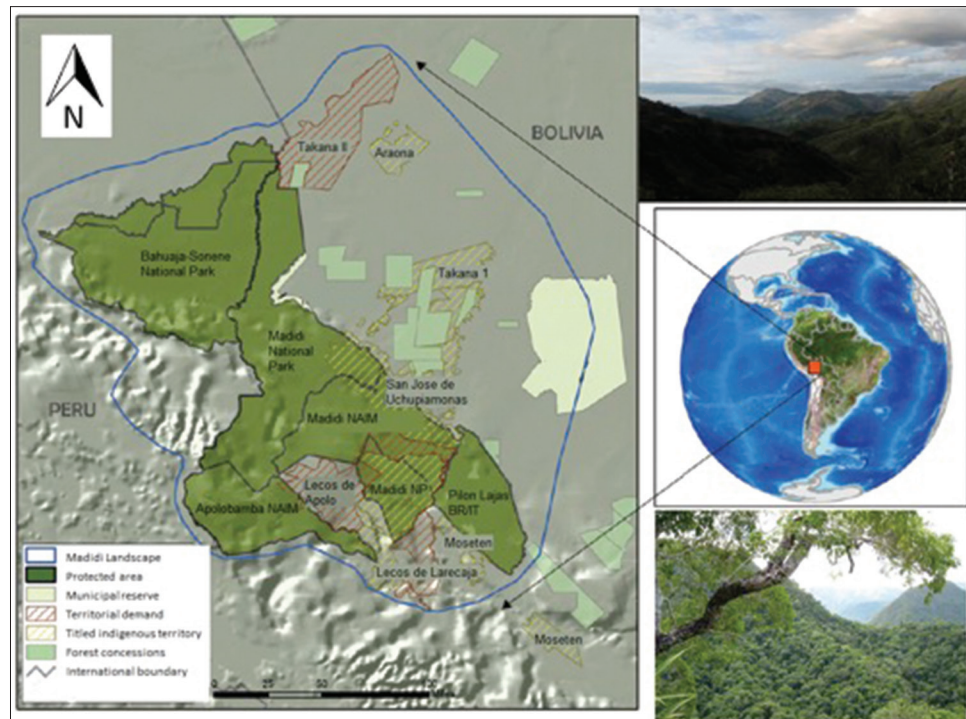 N
BOLIVIA
Takana II
Araona
Bahuaja-Sonene
National Park
Takana 1
Madidi
National
Park
San Jose de
Uchupiamonas
PERU
Madidi NAIM
Lecos de
Apolo
Madidi NP
Pilon Lajas
BR/IT
Apolobamba NAIM
Moseten
Lecos de Larecaja
Moseten
Madidi Landscape
Protected area
Municipal reserve
Territorial demand
Titled indigenous territory
Forest concessions
International boundary
0 25 50